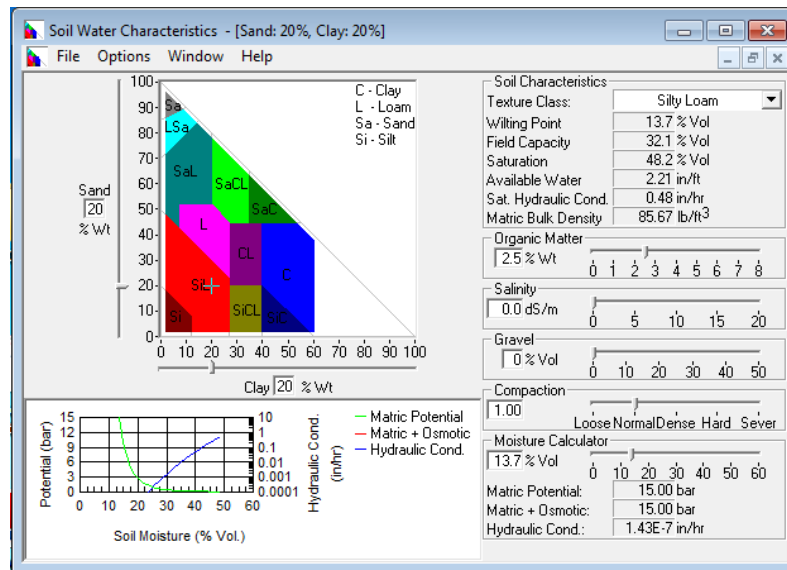 Soil Water Characteristics - [Sand: 20%, Clay: 20%]
File Options Window Help
C - Clay
L - Loam
Sa - Sand
Si - Silt
100
90
80
70
60
50
40
30
20
10
0
Sand
20
% Wt
Sa
LSa
SaL
SaCL
SaC
L
CL
C
SiL
Si
SiCL
SiC
0 10 20 30 40 50 60 70 80 90 100
Clay 20 % Wt
Soil Characteristics
Texture Class: Silty Loam
Wilting Point 13.7 % Vol
Field Capacity 32.1 % Vol
Saturation 48.2 % Vol
Available Water 2.21 in/ft
Sat. Hydraulic Cond. 0.48 in/hr
Matric Bulk Density 85.67 lb/ft3
Organic Matter
2.5 % Wt
0 1 2 3 4 5 6 7 8
Salinity
0.0 dS/m
0 5 10 15 20
Gravel
0 % Vol
0 10 20 30 40 50
Compaction
1.00
Loose Normal Dense Hard Sever
Moisture Calculator
13.7 % Vol
0 10 20 30 40 50 60
Matric Potential: 15.00 bar
Matric + Osmotic: 15.00 bar
Hydraulic Cond.: 1.43E-7 in/hr
Potential (bar)
15
12
9
6
3
0
0 10 20 30 40 50 60
Soil Moisture (% Vol.)
10
1
0.1
0.01
0.001
0.0001
Hydraulic Cond.
(in/hr)
Matric Potential
Matric + Osmotic
Hydraulic Cond.